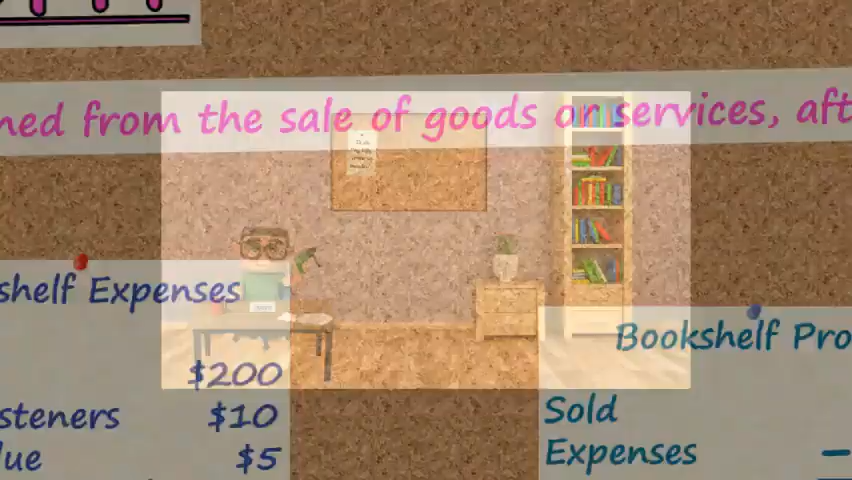 ned from the sale of goods or services, aft
shelf Expenses
$200
steners $10
lue $5
Bookshelf Pro
Sold
Expenses —